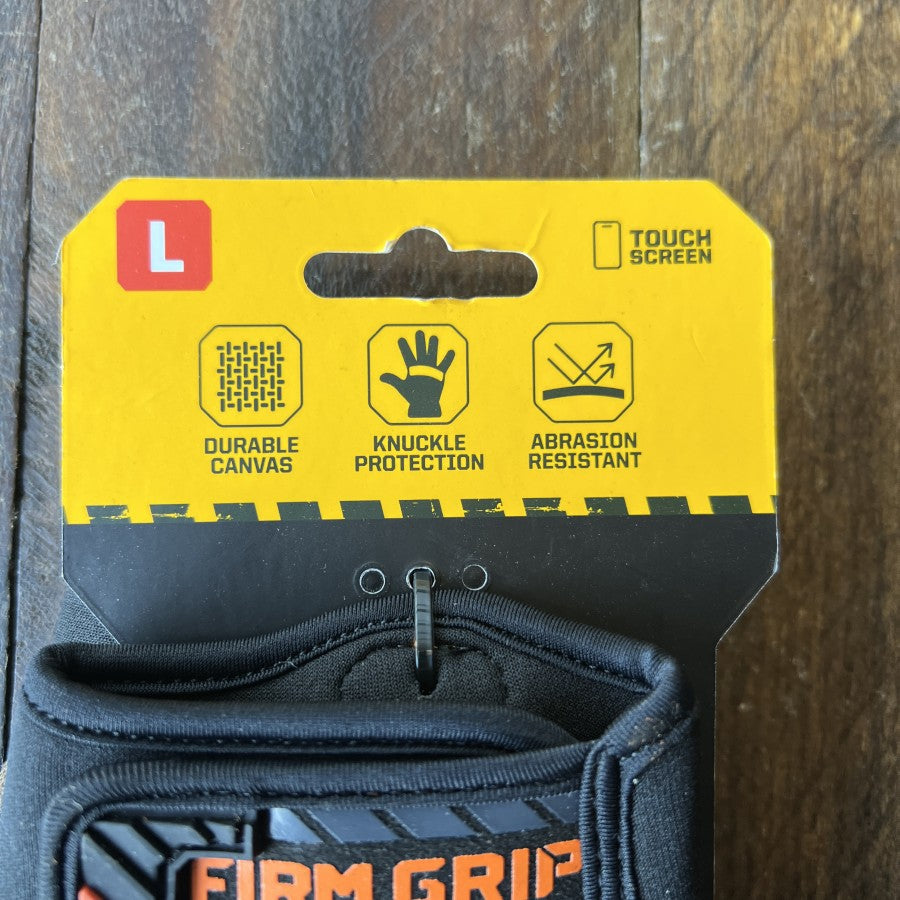 L
TOUCH
SCREEN
DURABLE
CANVAS
KNUCKLE
PROTECTION
ABRASION
RESISTANT
FIRM GRIP